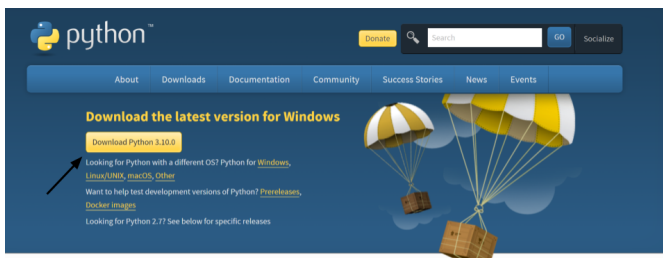 python™
Donate
Search
GO
Socialize
About Downloads Documentation Community Success Stories News Events
Download the latest version for Windows
Download Python 3.10.0
Looking for Python with a different OS? Python for Windows,
Linux/UNIX, macOS, Other
Want to help test development versions of Python? Prereleases,
Docker images
Looking for Python 2.7? See below for specific releases